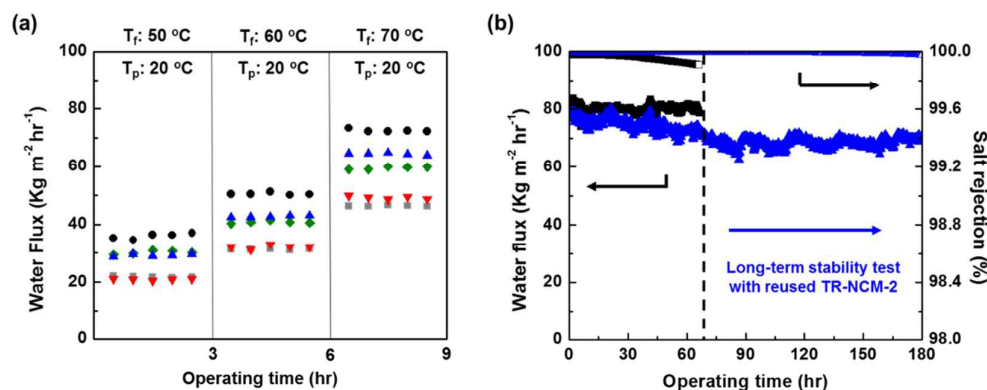 (a)
T_f: 50 °C T_f: 60 °C T_f: 70 °C
T_p: 20 °C T_p: 20 °C T_p: 20 °C
Water Flux (Kg m⁻² hr⁻¹)
100
80
60
40
20
0
3 6 9
Operating time (hr)
(b)
Water flux (Kg m⁻² hr⁻¹)
100
80
60
40
20
0
100.0
99.6
99.2
98.8
98.4
98.0
Salt rejection (%)
Long-term stability test
with reused TR-NCM-2
0 30 60 90 120 150 180
Operating time (hr)